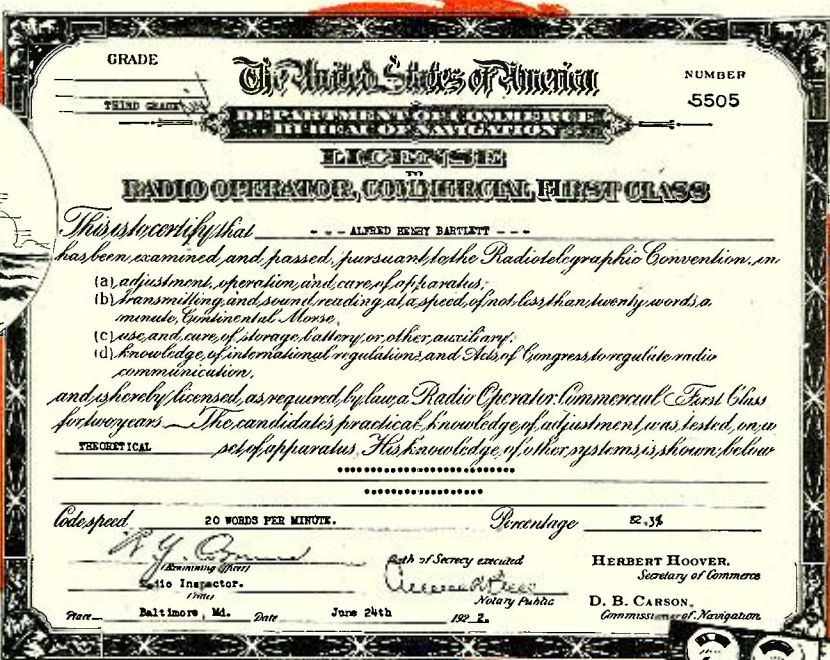 GRADE
THIRD GRADE
The United States of America
NUMBER
5505
DEPARTMENT OF COMMERCE
BUREAU OF NAVIGATION
LICENSE
TO
RADIO OPERATOR, COMMERCIAL FIRST CLASS
This is to certify that - - - ALFRED HENRY BARTLETT - - -
has been examined and passed, pursuant to the Radiotelegraphic Convention, in
(a) adjustment, operation, and care of apparatus;
(b) transmitting and sound reading at a speed of not less than twenty words a
minute, Continental Morse,
(c) use and care of storage battery or other auxiliary;
(d) knowledge of international regulations and Acts of Congress to regulate radio
communication,
and is hereby licensed, as required by law, a Radio Operator, Commercial First Class
for two years — The candidate's practical knowledge of adjustment was tested on a
THEORETICAL set of apparatus. His knowledge of other systems is shown below
Code speed 20 WORDS PER MINUTE. Percentage 82.3%
(Examining officer)
Radio Inspector.
(Title)
Place Baltimore, Md. Date June 24th 192 2.
Oath of Secrecy executed
Notary Public
HERBERT HOOVER,
Secretary of Commerce
D. B. CARSON,
Commissioner of Navigation